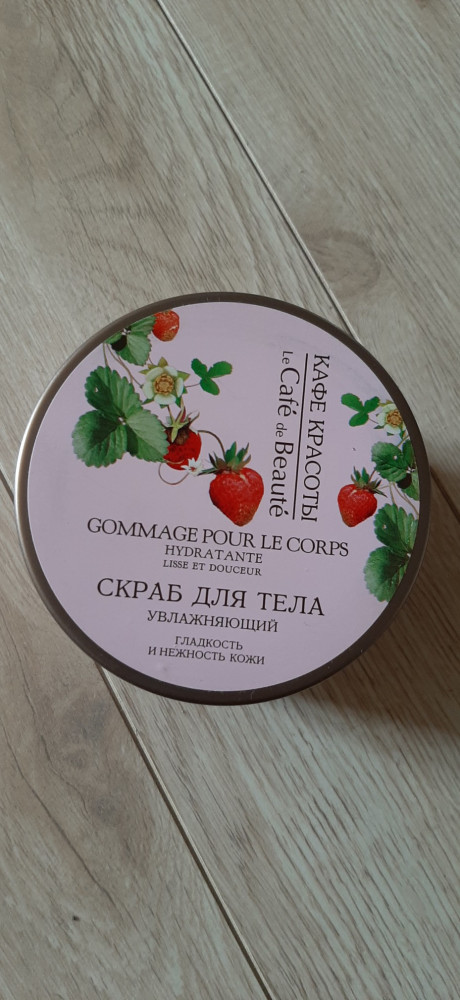 КАФЕ КРАСОТЫ
Le Café de Beauté
GOMMAGE POUR LE CORPS
HYDRATANTE
LISSE ET DOUCEUR
СКРАБ ДЛЯ ТЕЛА
УВЛАЖНЯЮЩИЙ
ГЛАДКОСТЬ
И НЕЖНОСТЬ КОЖИ